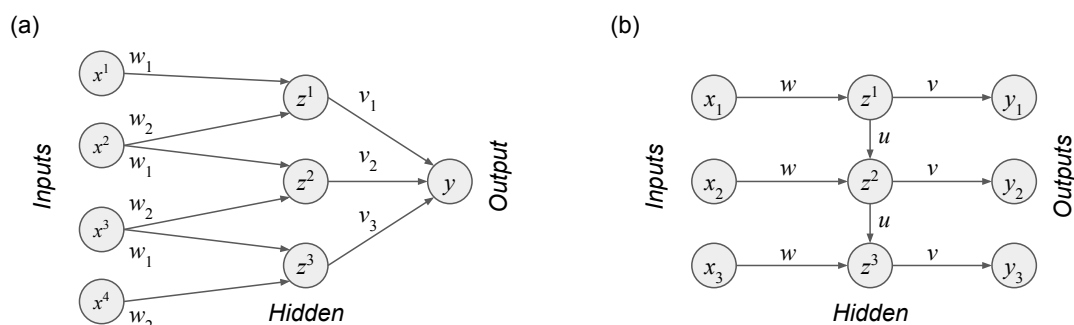 (a)
(b)
Inputs
x¹
x²
x³
x⁴
w₁
w₂
w₁
w₂
w₁
w₂
z¹
z²
z³
v₁
v₂
v₃
y
Output
Hidden
Inputs
x₁ w z¹ v y₁
u
x₂ w z² v y₂
u
x₃ w z³ v y₃
Outputs
Hidden